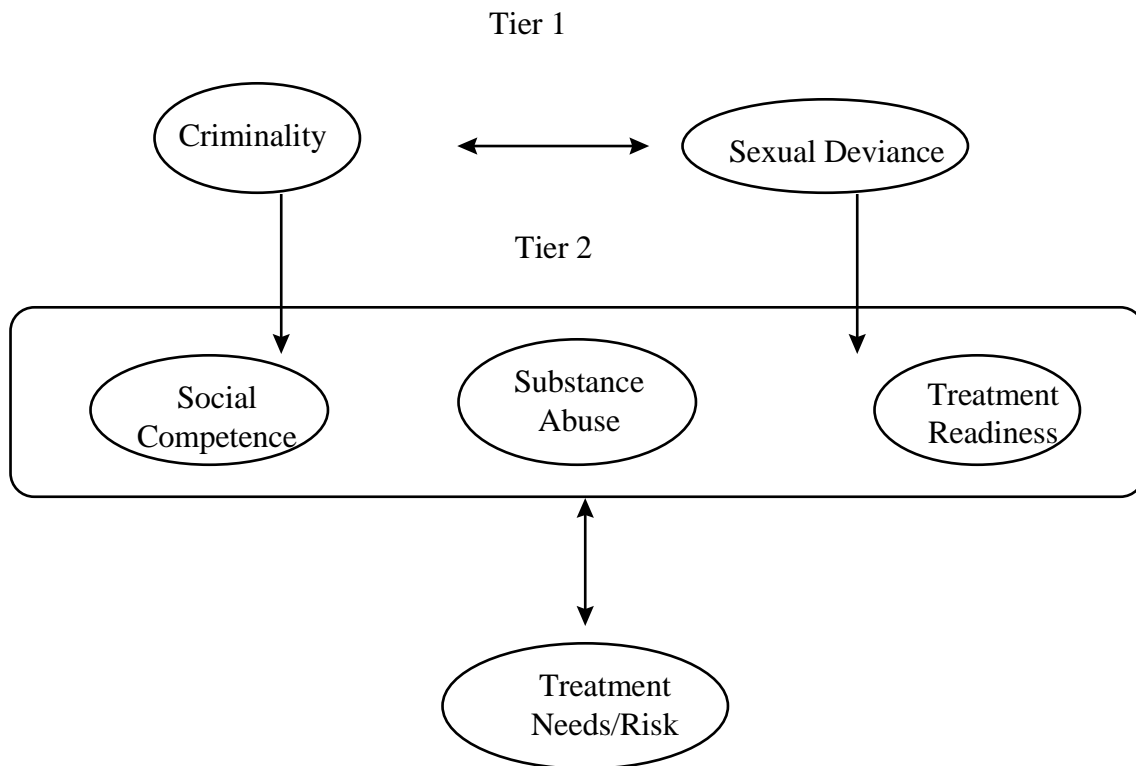 Tier 1
Criminality
Sexual Deviance
Tier 2
Social
Competence
Substance
Abuse
Treatment
Readiness
Treatment
Needs/Risk